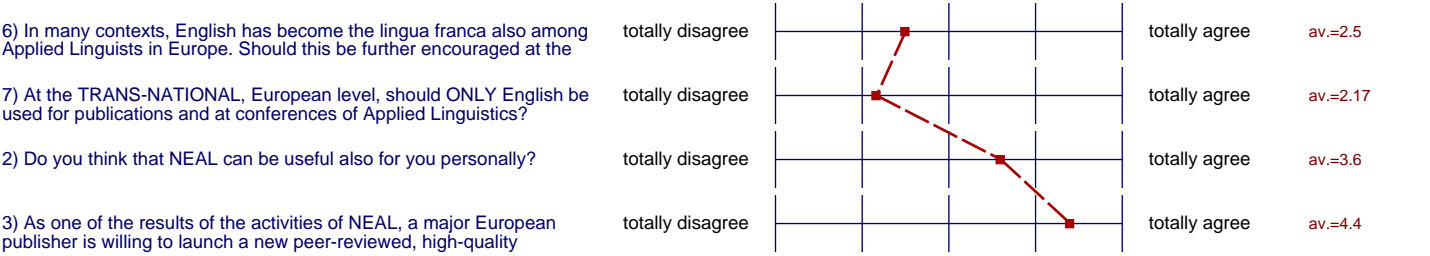 6) In many contexts, English has become the lingua franca also among
Applied Linguists in Europe. Should this be further encouraged at the
totally disagree
totally agree
av.=2.5
7) At the TRANS-NATIONAL, European level, should ONLY English be
used for publications and at conferences of Applied Linguistics?
totally disagree
totally agree
av.=2.17
2) Do you think that NEAL can be useful also for you personally?
totally disagree
totally agree
av.=3.6
3) As one of the results of the activities of NEAL, a major European
publisher is willing to launch a new peer-reviewed, high-quality
totally disagree
totally agree
av.=4.4